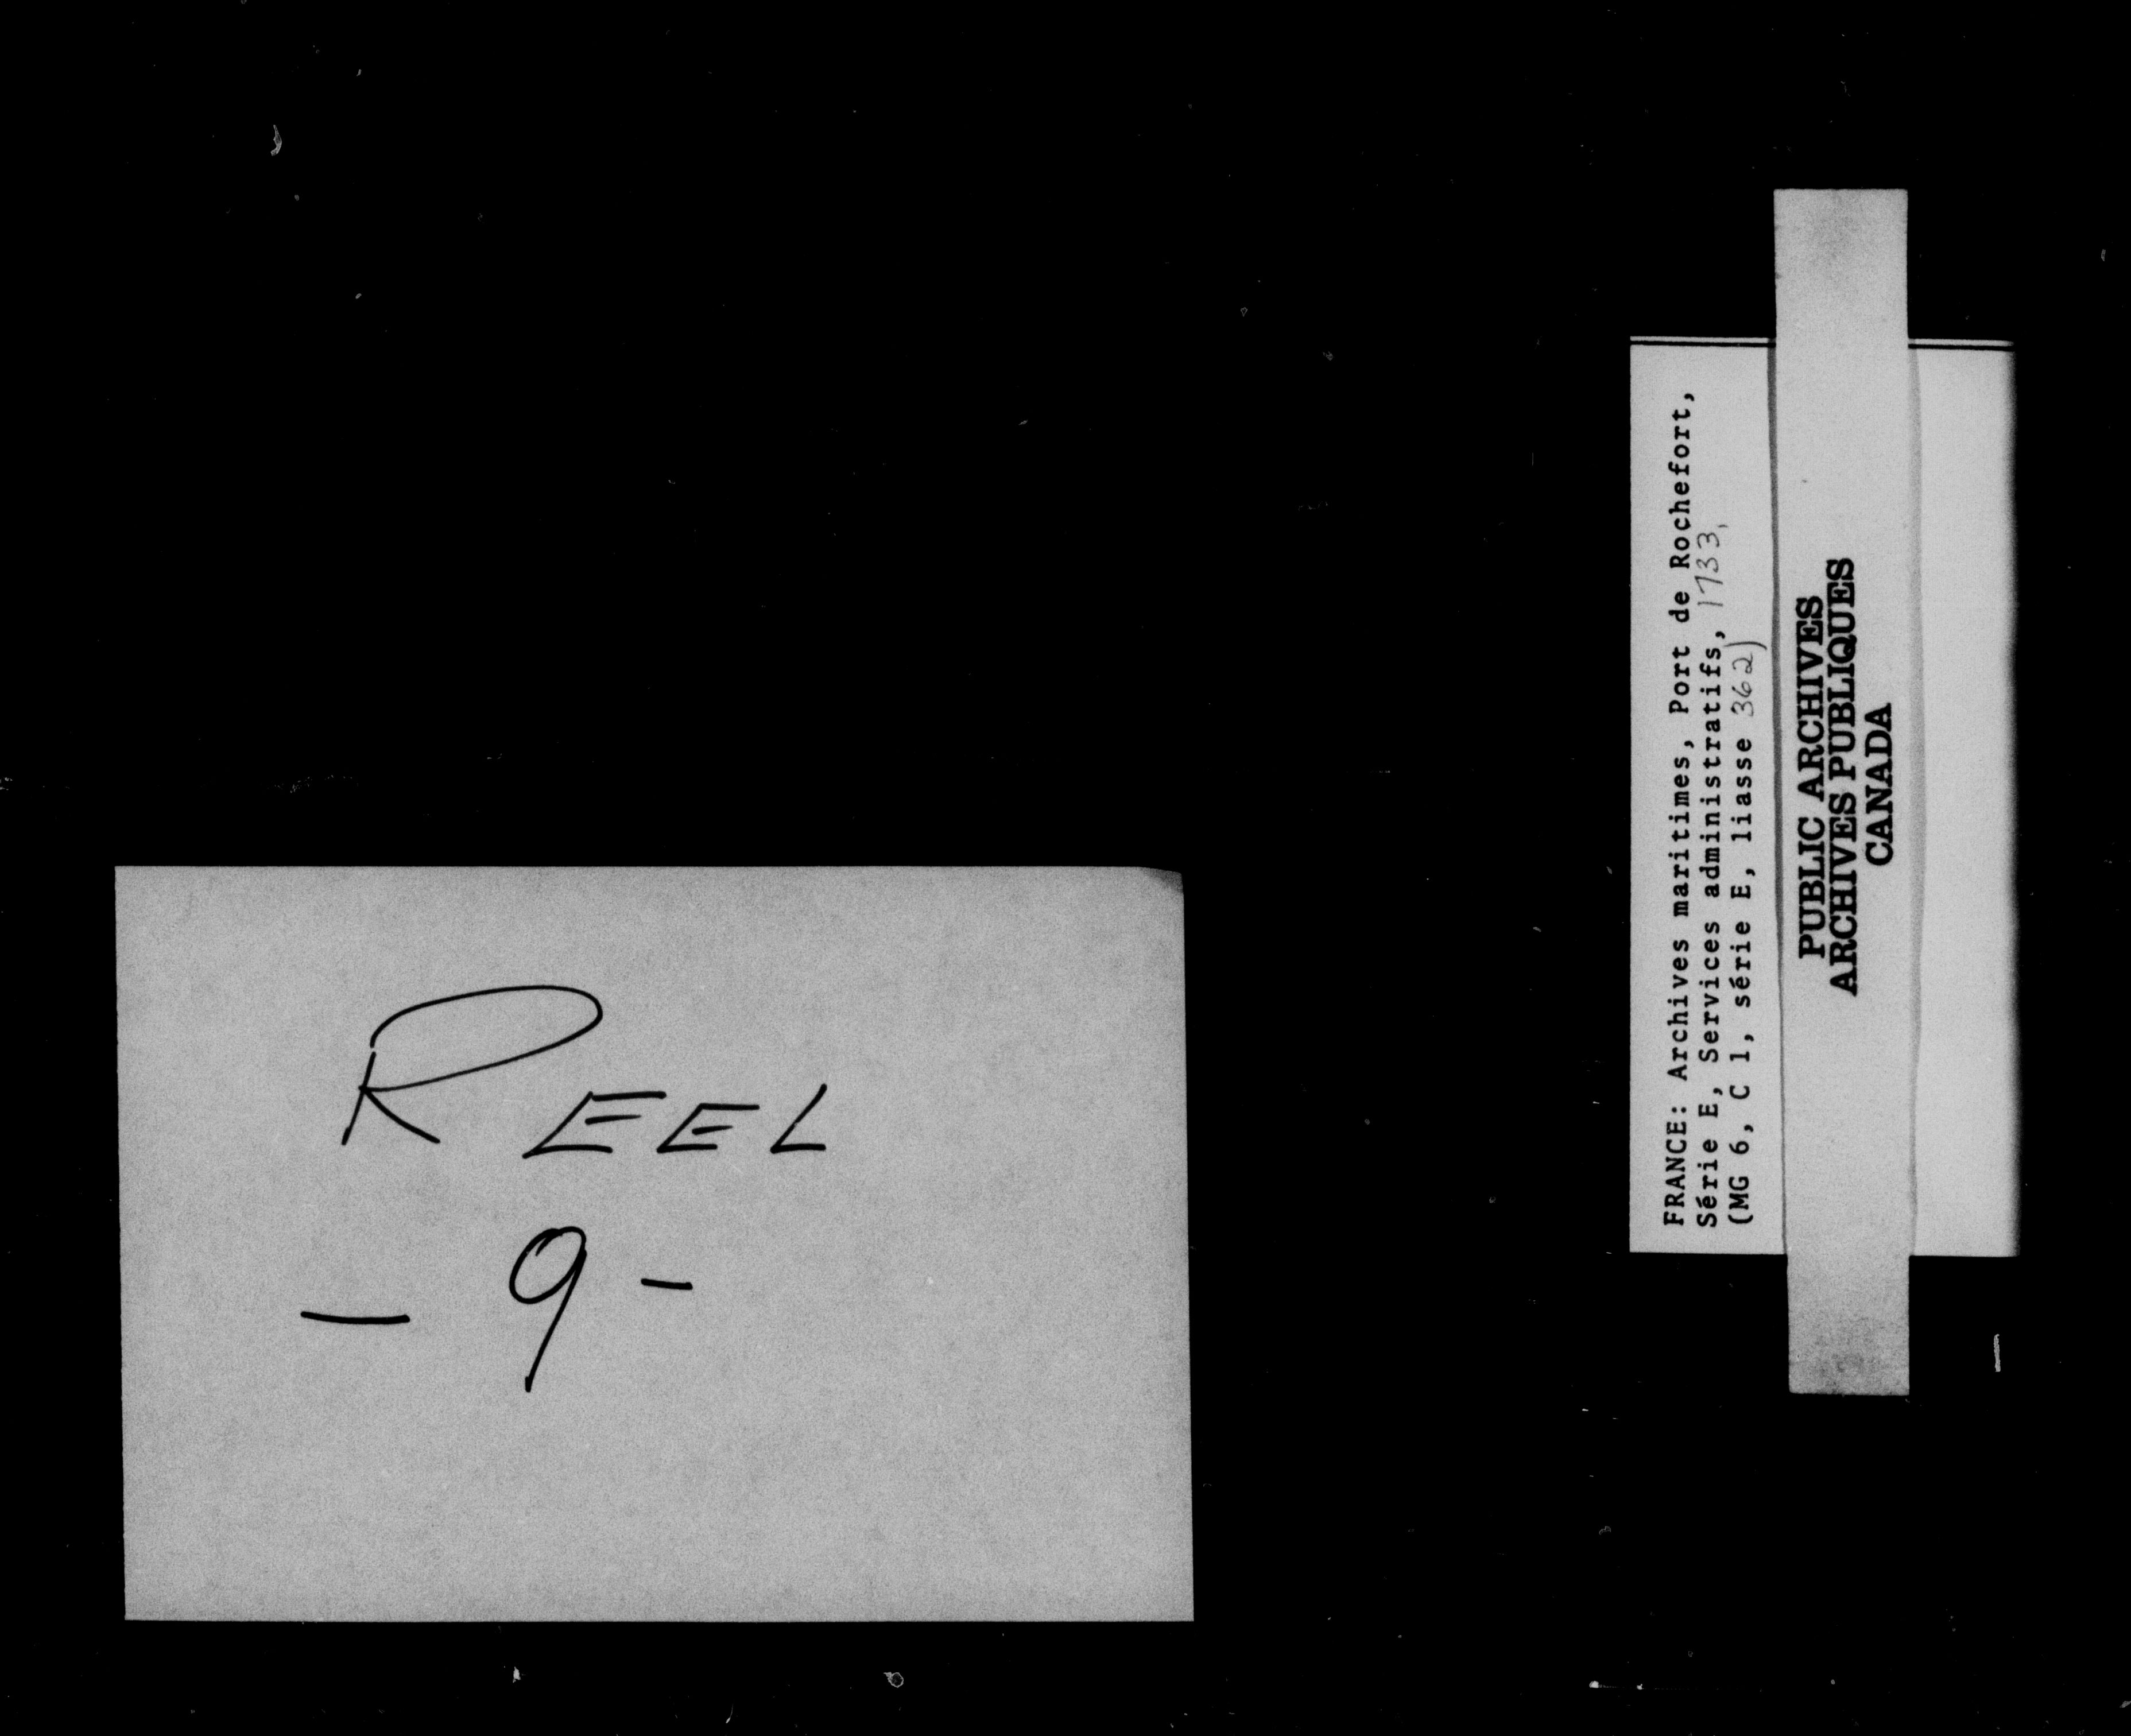 REEL
- 9 -
FRANCE: Archives maritimes, Port de Rochefort,
Série E, Services administratifs, 1733,
(MG 6, C 1, série E, liasse 362)
PUBLIC ARCHIVES
ARCHIVES PUBLIQUES
CANADA